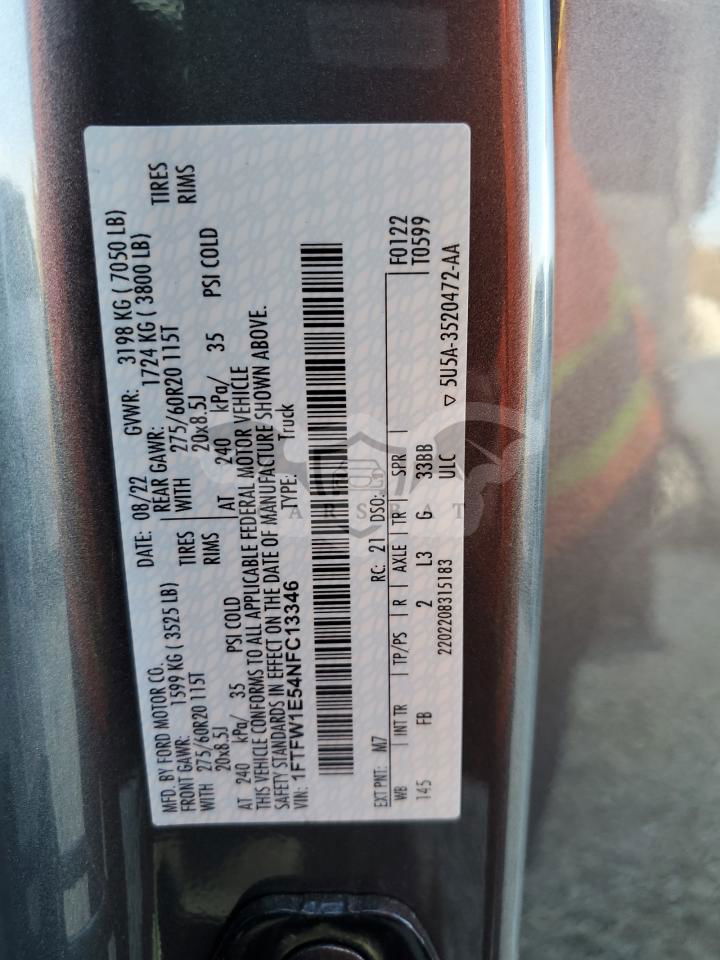 MFD. BY FORD MOTOR CO. DATE: 08/22 GVWR: 3198 KG ( 7050 LB)
FRONT GAWR: 1599 KG ( 3525 LB) REAR GAWR: 1724 KG ( 3800 LB)
WITH 275/60R20 115T TIRES WITH 275/60R20 115T TIRES
20x8.5J RIMS 20x8.5J RIMS
AT 240 kPa/ 35 PSI COLD AT 240 kPa/ 35 PSI COLD
THIS VEHICLE CONFORMS TO ALL APPLICABLE FEDERAL MOTOR VEHICLE
SAFETY STANDARDS IN EFFECT ON THE DATE OF MANUFACTURE SHOWN ABOVE.
VIN: 1FTFW1E54NFC13346 TYPE: Truck
F0122
T0599
EXT PNT: M7 RC: 21 DSO:
WB INT TR TP/PS R AXLE TR SPR
145 FB 2 L3 G 33BB
2202208315183 ULC ▽ 5U5A-3520472-AA
ARSHAT